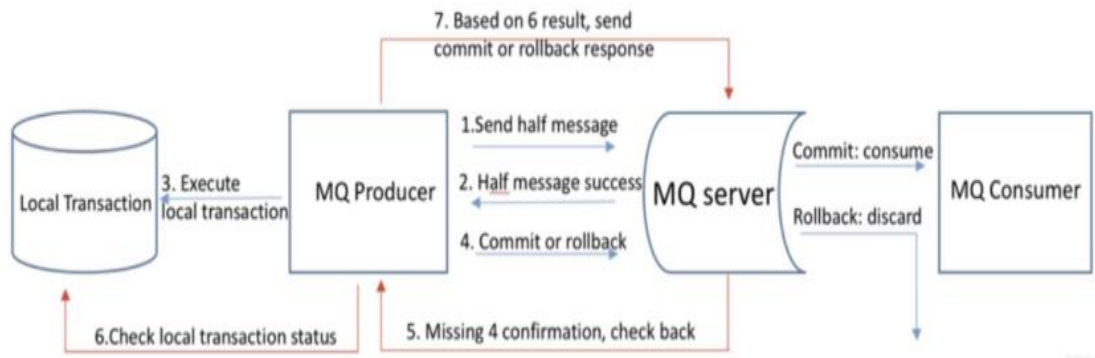 7. Based on 6 result, send
commit or rollback response
1.Send half message
Commit: consume
3. Execute
local transaction
Local Transaction
MQ Producer
2. Half message success
MQ server
MQ Consumer
Rollback: discard
4. Commit or rollback
6.Check local transaction status
5. Missing 4 confirmation, check back